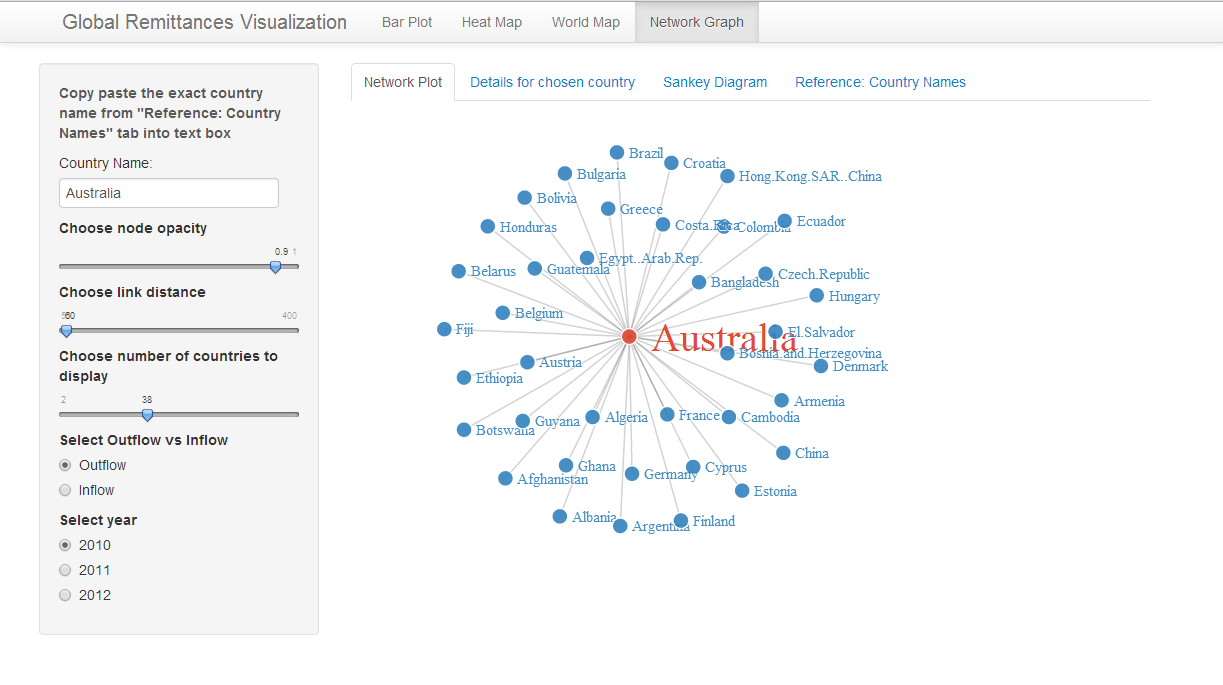 Global Remittances Visualization
Bar Plot
Heat Map
World Map
Network Graph
Copy paste the exact country
name from "Reference: Country
Names" tab into text box
Country Name:
Australia
Choose node opacity
0.9 1
Choose link distance
60 400
Choose number of countries to
display
2 38
Select Outflow vs Inflow
Outflow
Inflow
Select year
2010
2011
2012
Network Plot
Details for chosen country
Sankey Diagram
Reference: Country Names
Brazil
Croatia
Bulgaria
Hong.Kong.SAR..China
Bolivia
Greece
Honduras
Costa.Rica
Colombia
Ecuador
Egypt..Arab.Rep.
Belarus
Guatemala
Czech.Republic
Bangladesh
Hungary
Belgium
Fiji
Australia
El.Salvador
Bosnia.and.Herzegovina
Austria
Denmark
Ethiopia
Armenia
Guyana
Algeria
France
Cambodia
Botswana
China
Ghana
Cyprus
Germany
Afghanistan
Estonia
Albania
Argentina
Finland